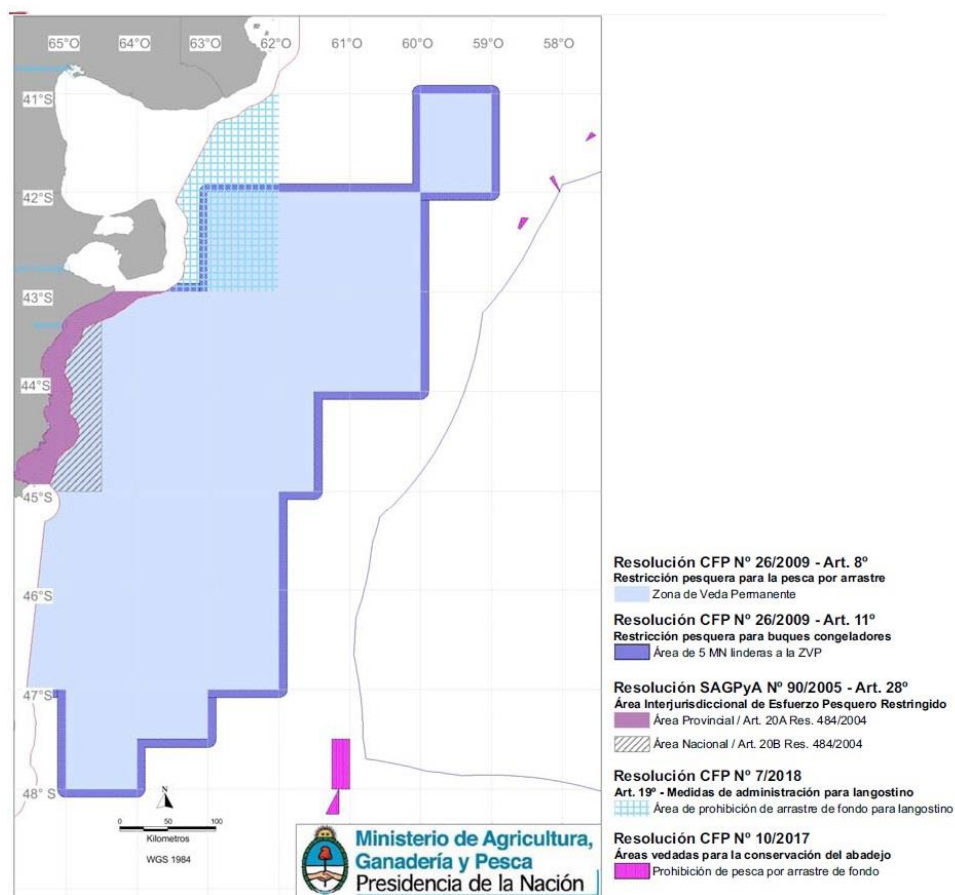 65°O 64°O 63°O 62°O 61°O 60°O 59°O 58°O
41°S
42°S
43°S
44°S
45°S
46°S
47°S
48°S
N
0 50 100
Kilometros
WGS 1984
Ministerio de Agricultura,
Ganadería y Pesca
Presidencia de la Nación
Resolución CFP Nº 26/2009 - Art. 8º
Restricción pesquera para la pesca por arrastre
Zona de Veda Permanente
Resolución CFP Nº 26/2009 - Art. 11º
Restricción pesquera para buques congeladores
Área de 5 MN linderas a la ZVP
Resolución SAGPyA Nº 90/2005 - Art. 28º
Área Interjurisdiccional de Esfuerzo Pesquero Restringido
Área Provincial / Art. 20A Res. 484/2004
Área Nacional / Art. 20B Res. 484/2004
Resolución CFP Nº 7/2018
Art. 19º - Medidas de administración para langostino
Área de prohibición de arrastre de fondo para langostino
Resolución CFP Nº 10/2017
Áreas vedadas para la conservación del abadejo
Prohibición de pesca por arrastre de fondo